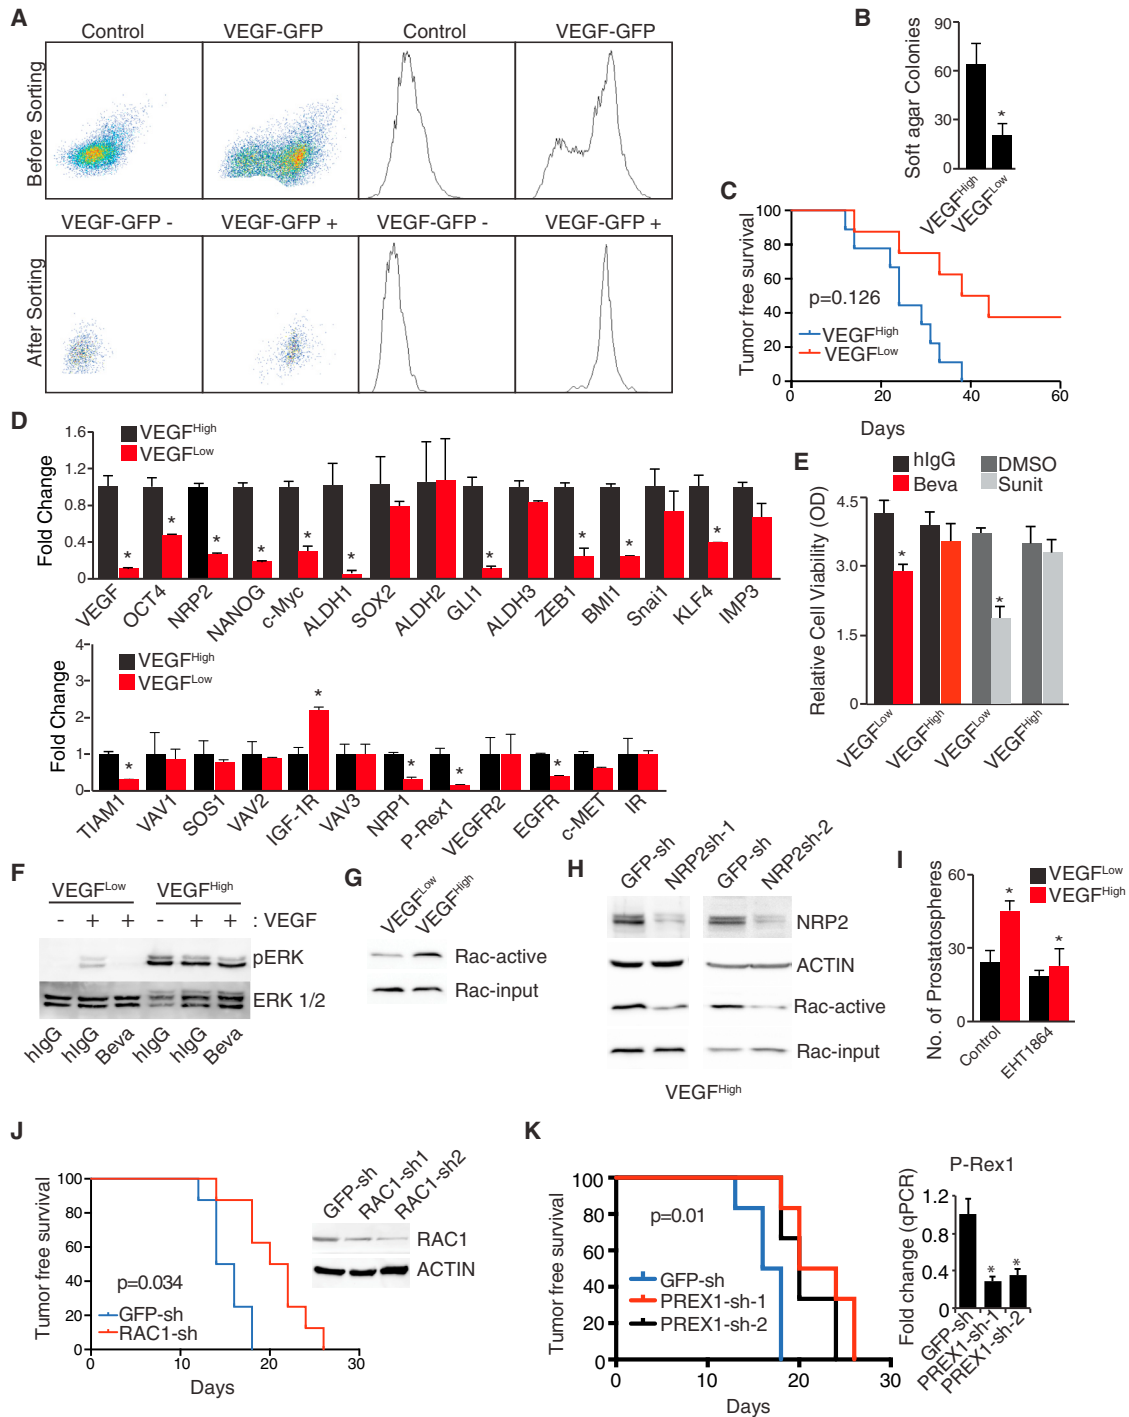 A
Control
VEGF-GFP
Control
VEGF-GFP
Before Sorting
VEGF-GFP -
VEGF-GFP +
VEGF-GFP -
VEGF-GFP +
After Sorting
B
Soft agar Colonies
90
60
30
0
*
VEGFHigh
VEGFLow
C
Tumor free survival
100
80
60
40
20
0
p=0.126
VEGFHigh
VEGFLow
0 20 40 60
Days
D
Fold Change
1.6
1.2
0.8
0.4
0
VEGFHigh
VEGFLow
* * * * * * * * * *
VEGF OCT4 NRP2 NANOG c-Myc ALDH1 SOX2 ALDH2 GLI1 ALDH3 ZEB1 BMI1 Snai1 KLF4 IMP3
Fold Change
4
3
2
1
0
VEGFHigh
VEGFLow
* * * * *
TIAM1 VAV1 SOS1 VAV2 IGF-1R VAV3 NRP1 P-Rex1 VEGFR2 EGFR c-MET IR
E
hIgG
Beva
DMSO
Sunit
Relative Cell Viability (OD)
4.5
3.0
1.5
0
* *
VEGFLow VEGFHigh VEGFLow VEGFHigh
F
VEGFLow VEGFHigh
- + + - + + : VEGF
pERK
ERK 1/2
hIgG hIgG Beva hIgG hIgG Beva
G
VEGFLow VEGFHigh
Rac-active
Rac-input
H
GFP-sh NRP2sh-1 GFP-sh NRP2sh-2
NRP2
ACTIN
Rac-active
Rac-input
VEGFHigh
I
No. of Prostatospheres
VEGFLow
VEGFHigh
60
30
0
* *
Control EHT1864
J
Tumor free survival
100
80
60
40
20
0
p=0.034
GFP-sh
RAC1-sh
0 10 20 30
Days
GFP-sh RAC1-sh1 RAC1-sh2
RAC1
ACTIN
K
Tumor free survival
100
80
60
40
20
0
p=0.01
GFP-sh
PREX1-sh-1
PREX1-sh-2
0 10 20 30
Days
P-Rex1
Fold change (qPCR)
1.2
0.8
0.4
0
* *
GFP-sh
PREX1-sh-1
PREX1-sh-2